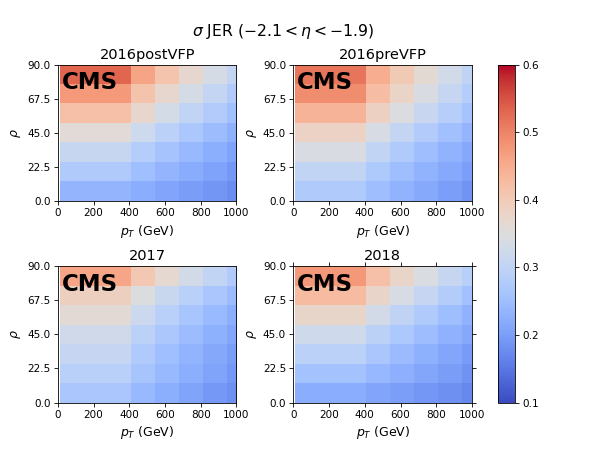 σ JER (−2.1 < η < −1.9)
2016postVFP
2016preVFP
CMS
CMS
90.0
67.5
45.0
22.5
0.0
ρ
0 200 400 600 800 1000
p_T (GeV)
90.0
67.5
45.0
22.5
0.0
ρ
0 200 400 600 800 1000
p_T (GeV)
2017
2018
CMS
CMS
90.0
67.5
45.0
22.5
0.0
ρ
0 200 400 600 800 1000
p_T (GeV)
90.0
67.5
45.0
22.5
0.0
ρ
0 200 400 600 800 1000
p_T (GeV)
0.6
0.5
0.4
0.3
0.2
0.1